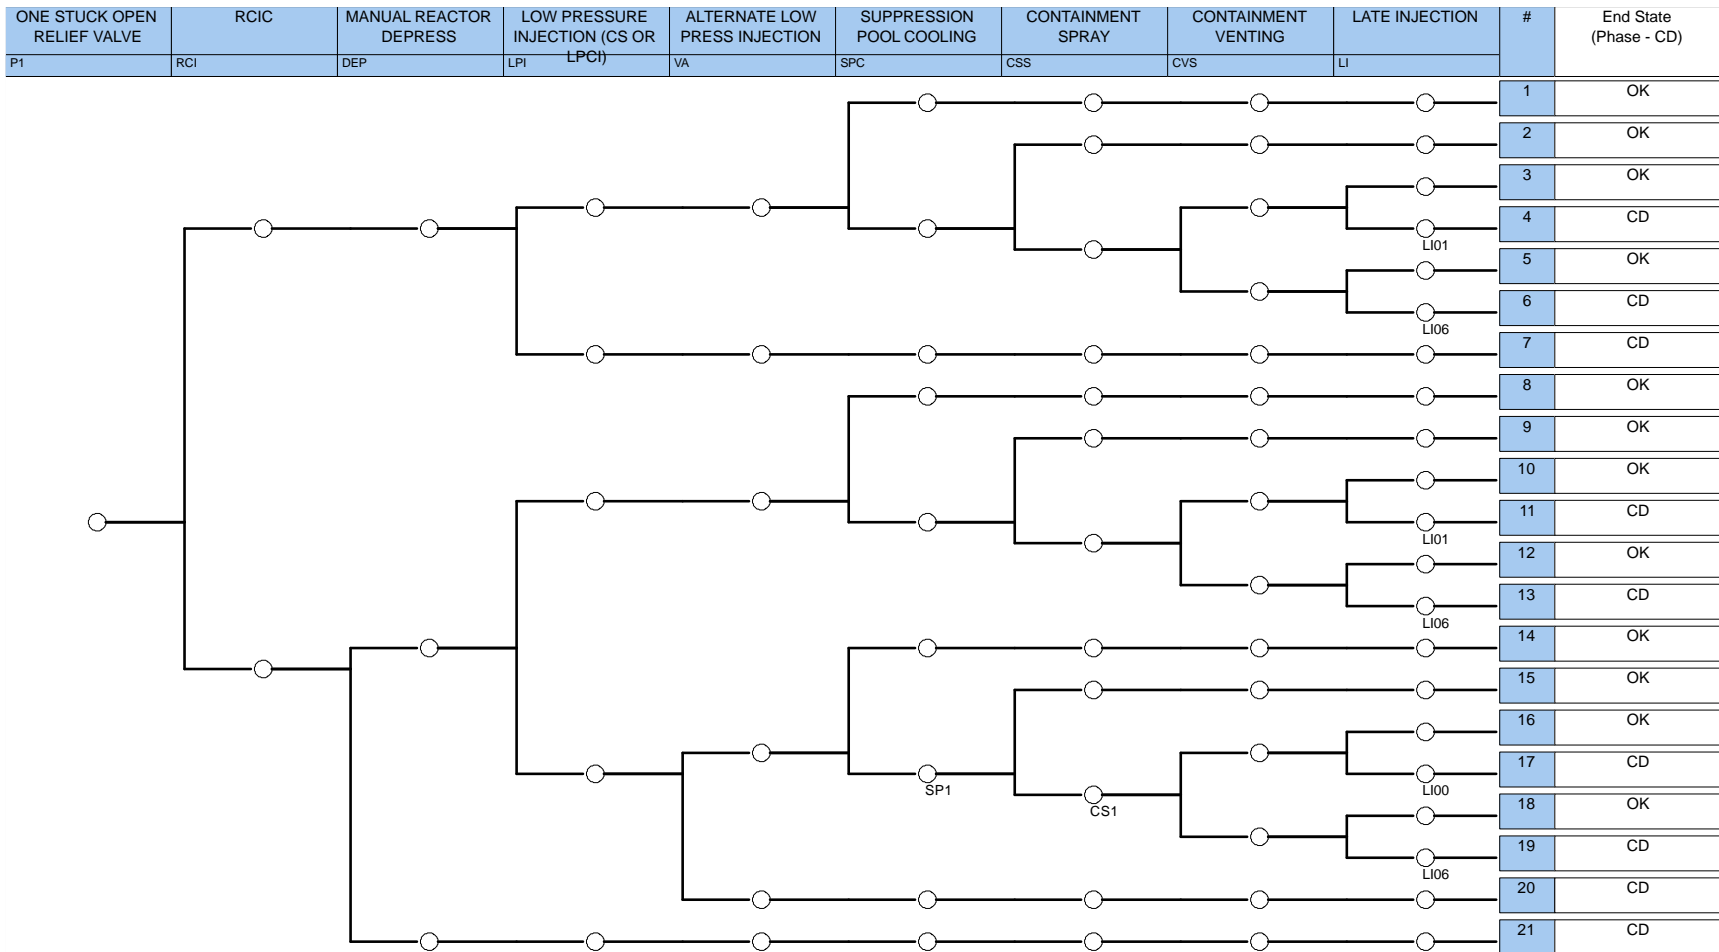 ONE STUCK OPEN
RELIEF VALVE
RCIC
MANUAL REACTOR
DEPRESS
LOW PRESSURE
INJECTION (CS OR
LPCI)
ALTERNATE LOW
PRESS INJECTION
SUPPRESSION
POOL COOLING
CONTAINMENT
SPRAY
CONTAINMENT
VENTING
LATE INJECTION
#
End State
(Phase - CD)
P1
RCI
DEP
LPI
VA
SPC
CSS
CVS
LI
1 OK
2 OK
3 OK
4 CD
LI01
5 OK
6 CD
LI06
7 CD
8 OK
9 OK
10 OK
11 CD
LI01
12 OK
13 CD
LI06
14 OK
15 OK
16 OK
17 CD
SP1
LI00
18 OK
CS1
19 CD
LI06
20 CD
21 CD